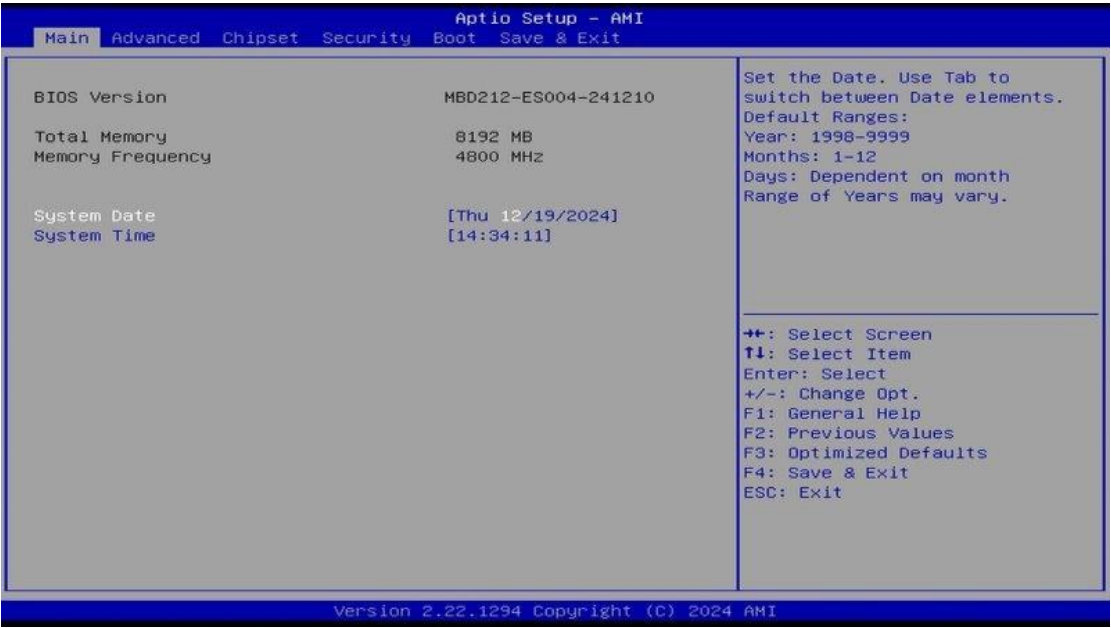 Aptio Setup - AMI
Main Advanced Chipset Security Boot Save & Exit
BIOS Version MBD212-ES004-241210
Total Memory 8192 MB
Memory Frequency 4800 MHz
System Date [Thu 12/19/2024]
System Time [14:34:11]
Set the Date. Use Tab to
switch between Date elements.
Default Ranges:
Year: 1998-9999
Months: 1-12
Days: Dependent on month
Range of Years may vary.
→←: Select Screen
↑↓: Select Item
Enter: Select
+/-: Change Opt.
F1: General Help
F2: Previous Values
F3: Optimized Defaults
F4: Save & Exit
ESC: Exit
Version 2.22.1294 Copyright (C) 2024 AMI